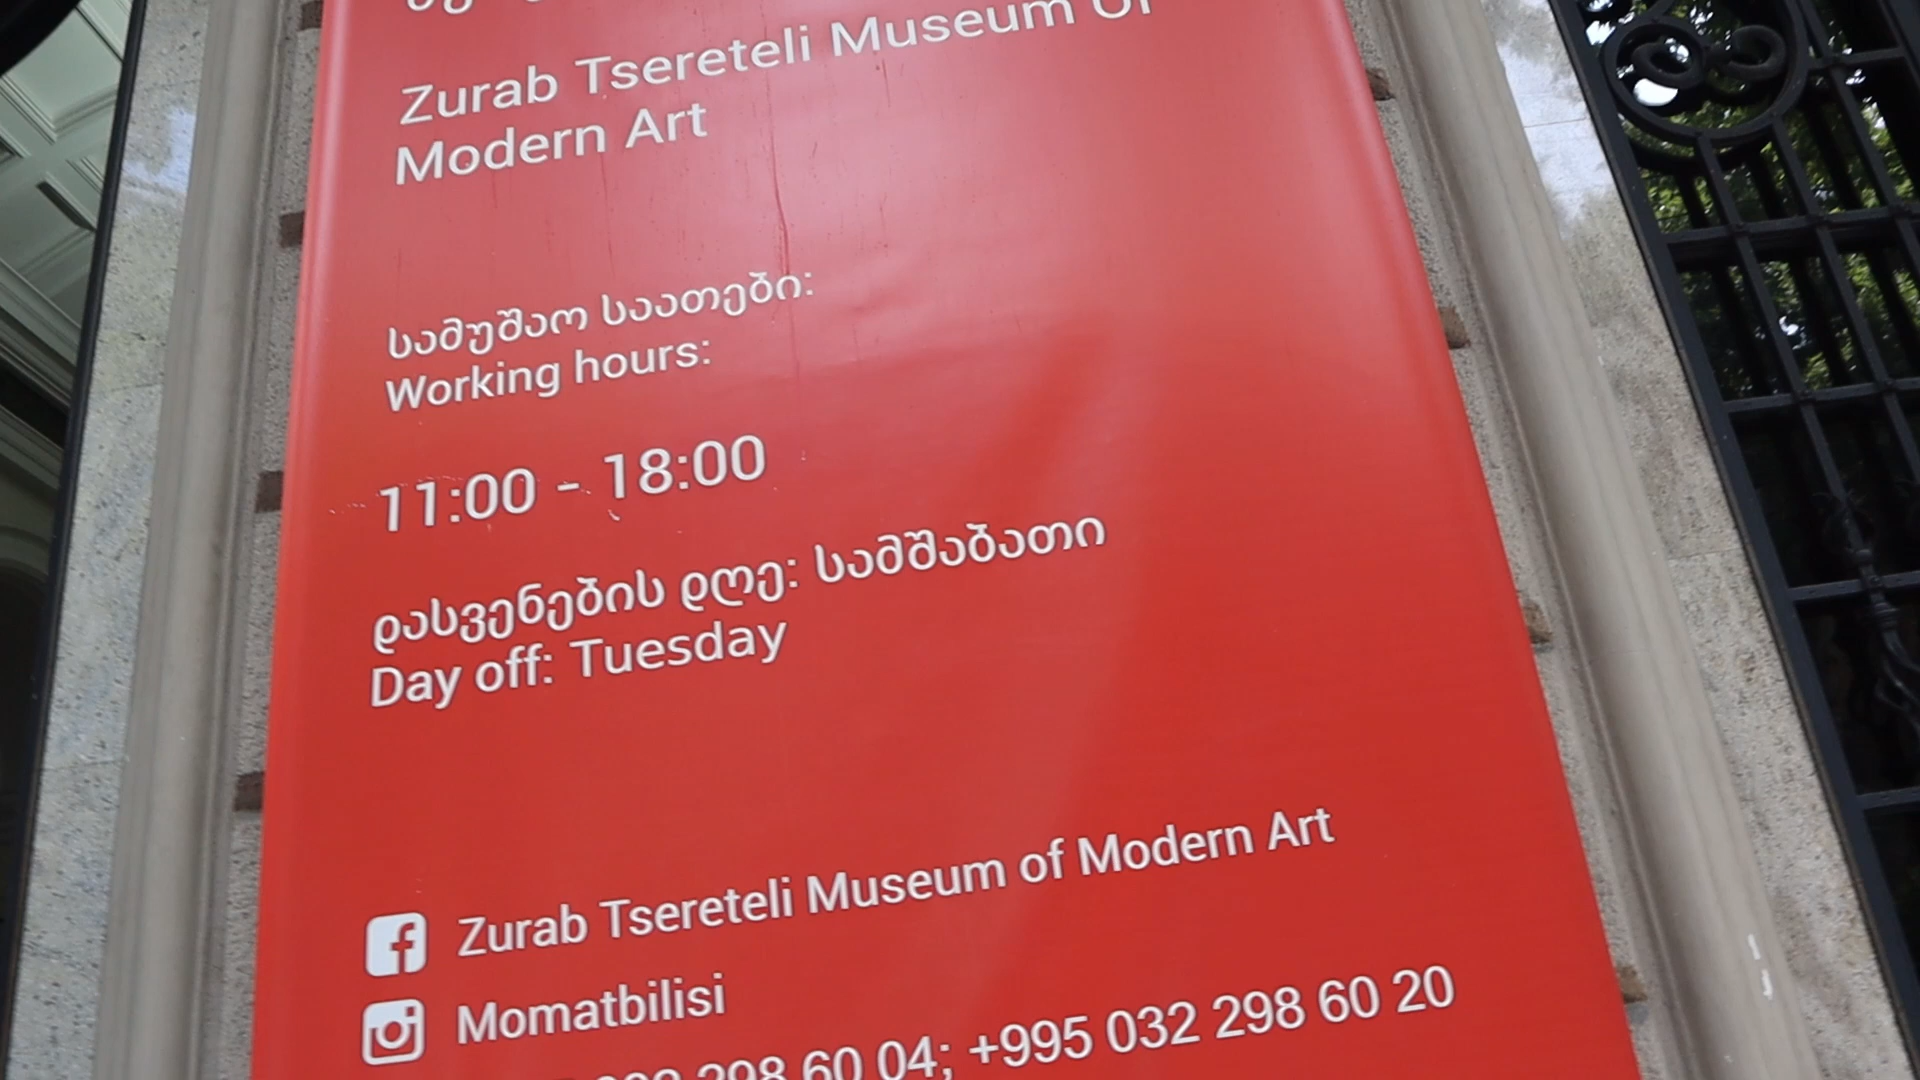 Zurab Tsereteli Museum Of
Modern Art
სამუშაო საათები:
Working hours:
11:00 - 18:00
დასვენების დღე: სამშაბათი
Day off: Tuesday
Zurab Tsereteli Museum of Modern Art
Momatbilisi
298 60 04; +995 032 298 60 20